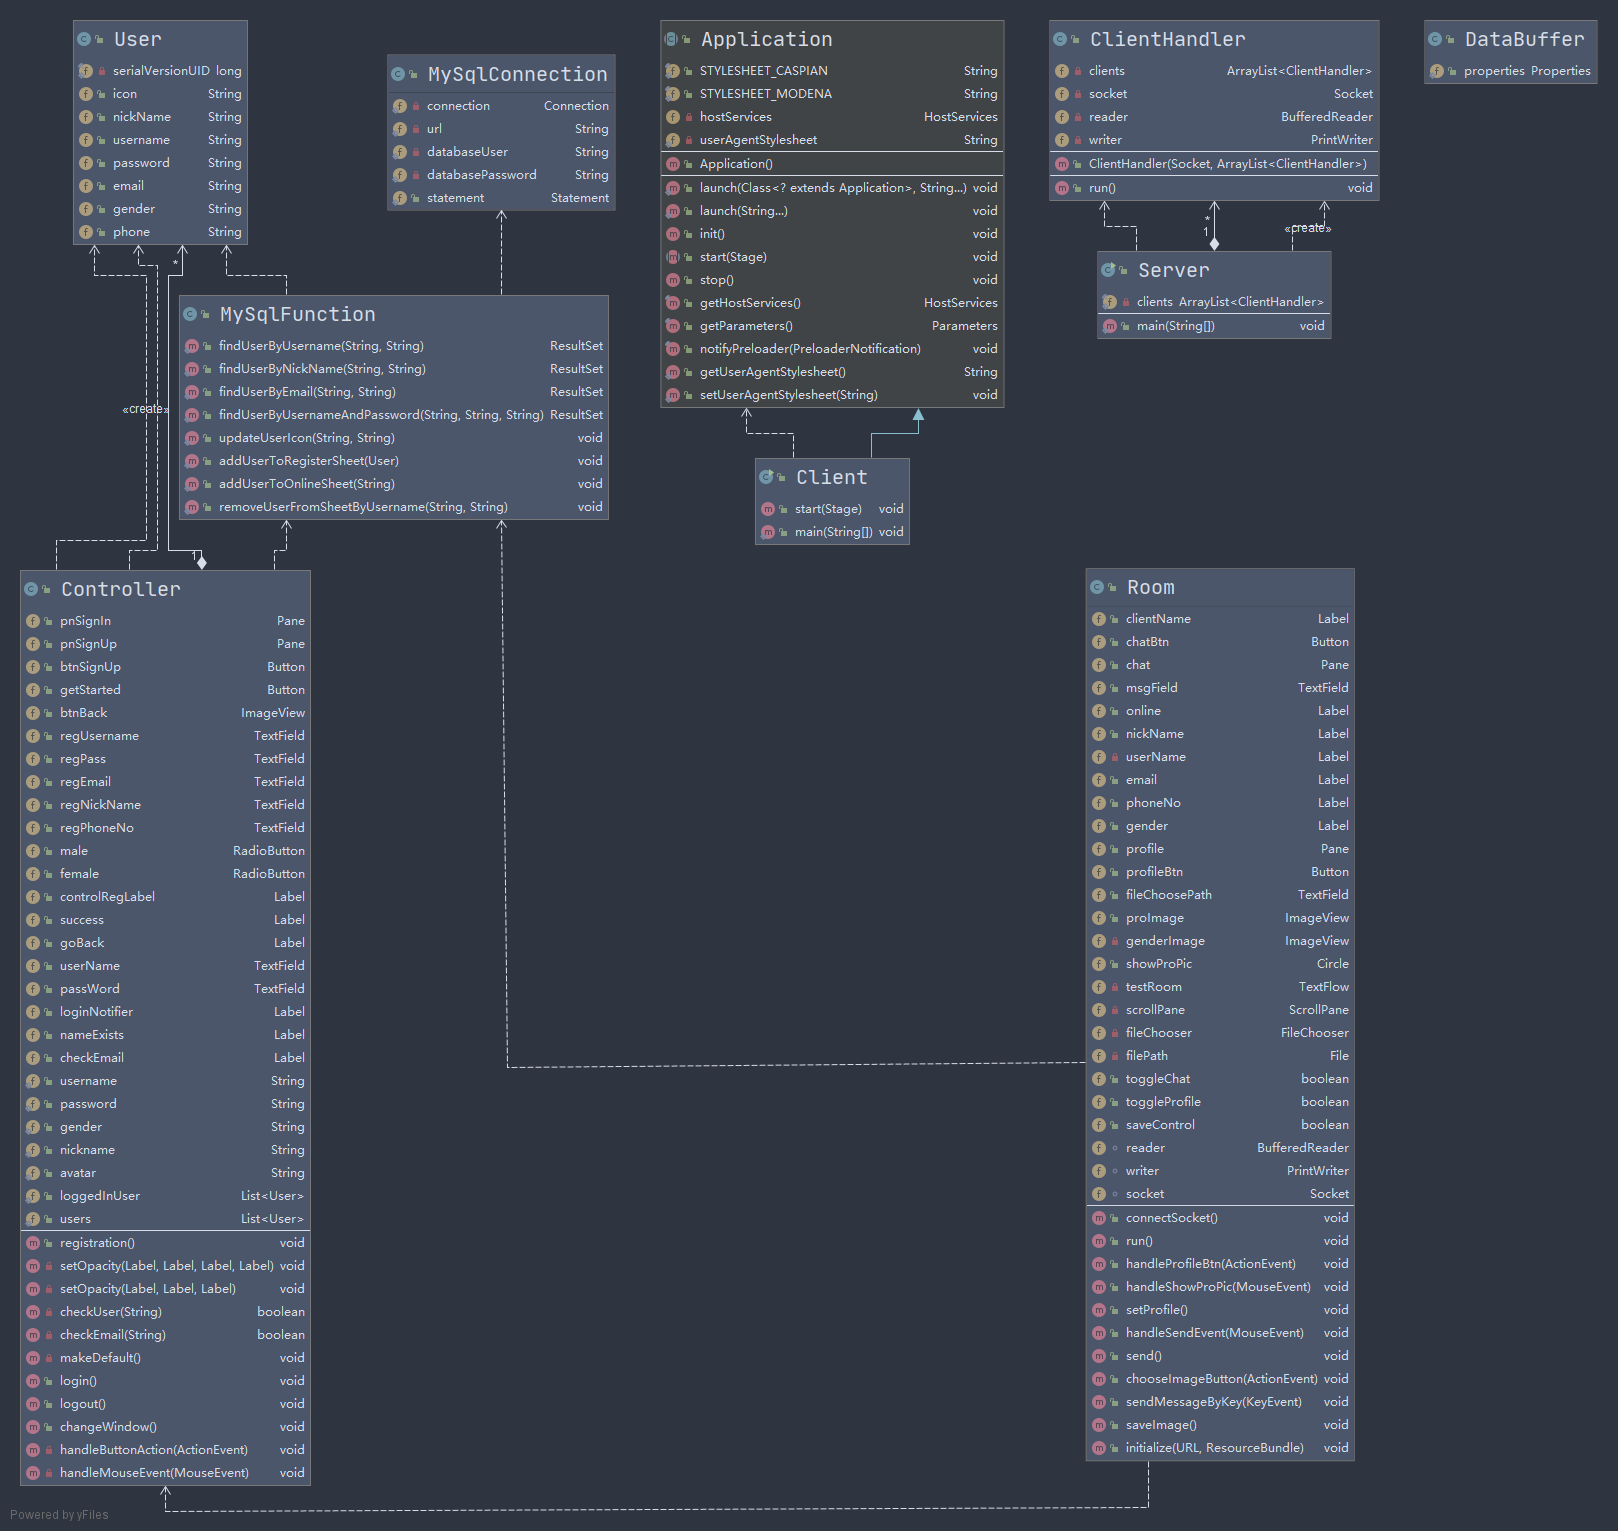 User
serialVersionUID long
icon String
nickName String
username String
password String
email String
gender String
phone String
MySqlConnection
connection Connection
url String
databaseUser String
databasePassword String
statement Statement
Application
STYLESHEET_CASPIAN String
STYLESHEET_MODENA String
hostServices HostServices
userAgentStylesheet String
Application()
launch(Class<? extends Application>, String...) void
launch(String...) void
init() void
start(Stage) void
stop() void
getHostServices() HostServices
getParameters() Parameters
notifyPreloader(PreloaderNotification) void
getUserAgentStylesheet() String
setUserAgentStylesheet(String) void
ClientHandler
clients ArrayList<ClientHandler>
socket Socket
reader BufferedReader
writer PrintWriter
ClientHandler(Socket, ArrayList<ClientHandler>)
run() void
DataBuffer
properties Properties
*
1
«create»
Server
clients ArrayList<ClientHandler>
main(String[]) void
*
MySqlFunction
findUserByUsername(String, String) ResultSet
findUserByNickName(String, String) ResultSet
findUserByEmail(String, String) ResultSet
findUserByUsernameAndPassword(String, String, String) ResultSet
updateUserIcon(String, String) void
addUserToRegisterSheet(User) void
addUserToOnlineSheet(String) void
removeUserFromSheetByUsername(String, String) void
«create»
1
Client
start(Stage) void
main(String[]) void
Controller
pnSignIn Pane
pnSignUp Pane
btnSignUp Button
getStarted Button
btnBack ImageView
regUsername TextField
regPass TextField
regEmail TextField
regNickName TextField
regPhoneNo TextField
male RadioButton
female RadioButton
controlRegLabel Label
success Label
goBack Label
userName TextField
passWord TextField
loginNotifier Label
nameExists Label
checkEmail Label
username String
password String
gender String
nickname String
avatar String
loggedInUser List<User>
users List<User>
registration() void
setOpacity(Label, Label, Label, Label) void
setOpacity(Label, Label, Label) void
checkUser(String) boolean
checkEmail(String) boolean
makeDefault() void
login() void
logout() void
changeWindow() void
handleButtonAction(ActionEvent) void
handleMouseEvent(MouseEvent) void
Room
clientName Label
chatBtn Button
chat Pane
msgField TextField
online Label
nickName Label
userName Label
email Label
phoneNo Label
gender Label
profile Pane
profileBtn Button
fileChoosePath TextField
proImage ImageView
genderImage ImageView
showProPic Circle
testRoom TextFlow
scrollPane ScrollPane
fileChooser FileChooser
filePath File
toggleChat boolean
toggleProfile boolean
saveControl boolean
reader BufferedReader
writer PrintWriter
socket Socket
connectSocket() void
run() void
handleProfileBtn(ActionEvent) void
handleShowProPic(MouseEvent) void
setProfile() void
handleSendEvent(MouseEvent) void
send() void
chooseImageButton(ActionEvent) void
sendMessageByKey(KeyEvent) void
saveImage() void
initialize(URL, ResourceBundle) void
Powered by yFiles